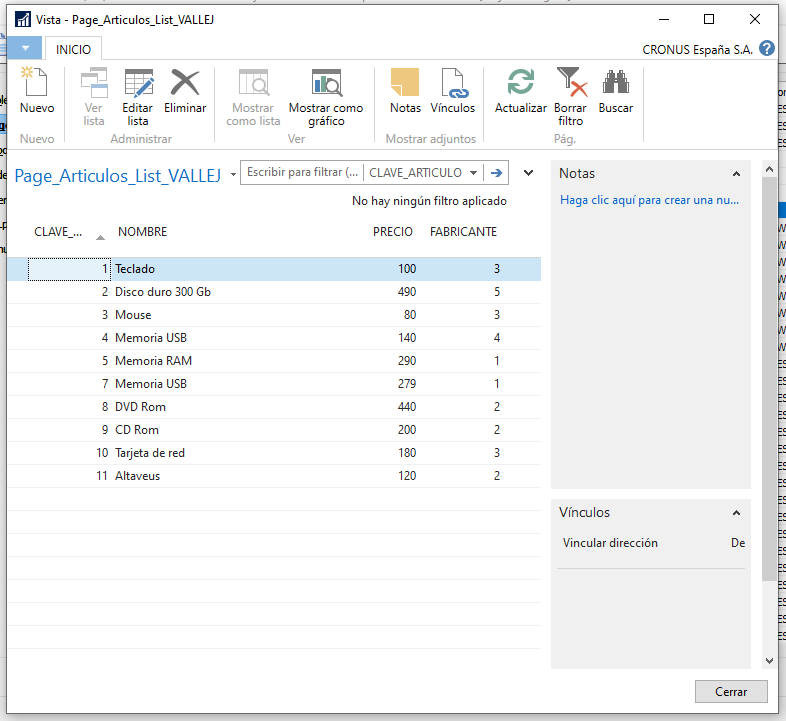 Vista - Page_Articulos_List_VALLEJ
INICIO
CRONUS España S.A.
Nuevo
Ver lista
Editar lista
Eliminar
Mostrar como lista
Mostrar como gráfico
Notas
Vínculos
Actualizar
Borrar filtro
Buscar
Nuevo
Administrar
Ver
Mostrar adjuntos
Pág.
Page_Articulos_List_VALLEJ
Escribir para filtrar (...
CLAVE_ARTICULO
No hay ningún filtro aplicado
CLAVE_... NOMBRE PRECIO FABRICANTE
1 Teclado 100 3
2 Disco duro 300 Gb 490 5
3 Mouse 80 3
4 Memoria USB 140 4
5 Memoria RAM 290 1
7 Memoria USB 279 1
8 DVD Rom 440 2
9 CD Rom 200 2
10 Tarjeta de red 180 3
11 Altaveus 120 2
Notas
Haga clic aquí para crear una nu...
Vínculos
Vincular dirección De
Cerrar